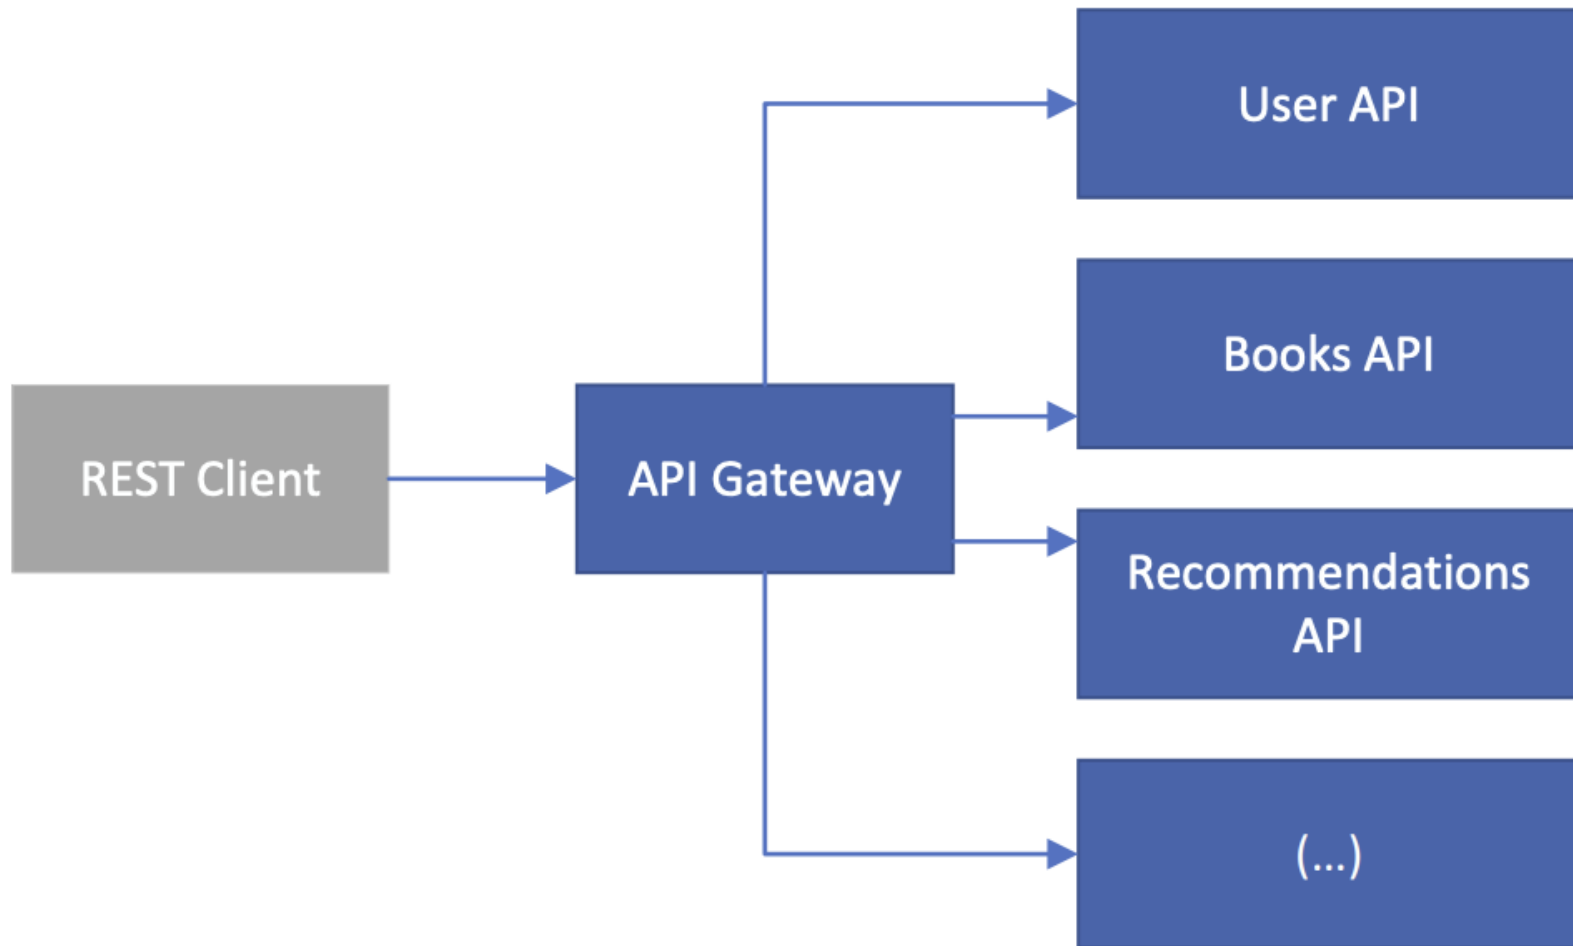 User API
Books API
REST Client
API Gateway
Recommendations
API
(...)